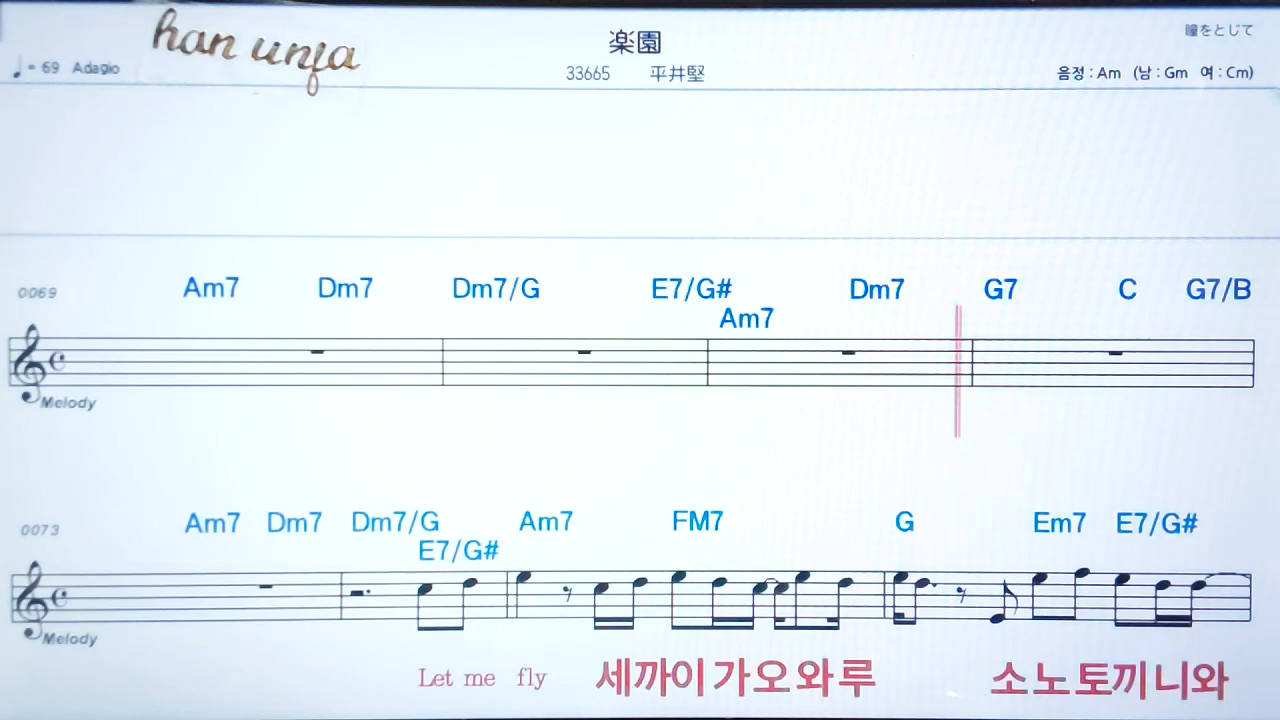 han unja
楽園
瞳をとじて
♩= 69 Adagio
33665 平井堅
음정 : Am (남 : Gm 여 : Cm)
0069 Am7 Dm7 Dm7/G E7/G# Dm7 G7 C G7/B
Am7
Melody
0073 Am7 Dm7 Dm7/G Am7 FM7 G Em7 E7/G#
E7/G#
Melody
Let me fly 세까이가오와루 소노토끼니와